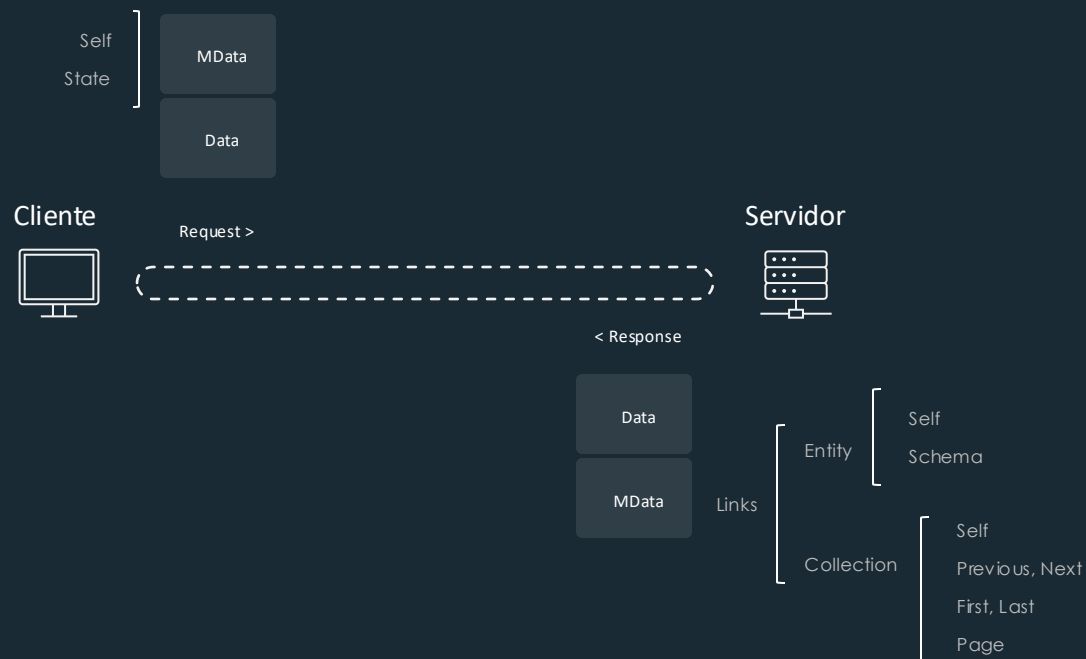 Self
State
MData
Data
Cliente
Request >
Servidor
< Response
Data
MData
Links
Entity
Self
Schema
Collection
Self
Previous, Next
First, Last
Page